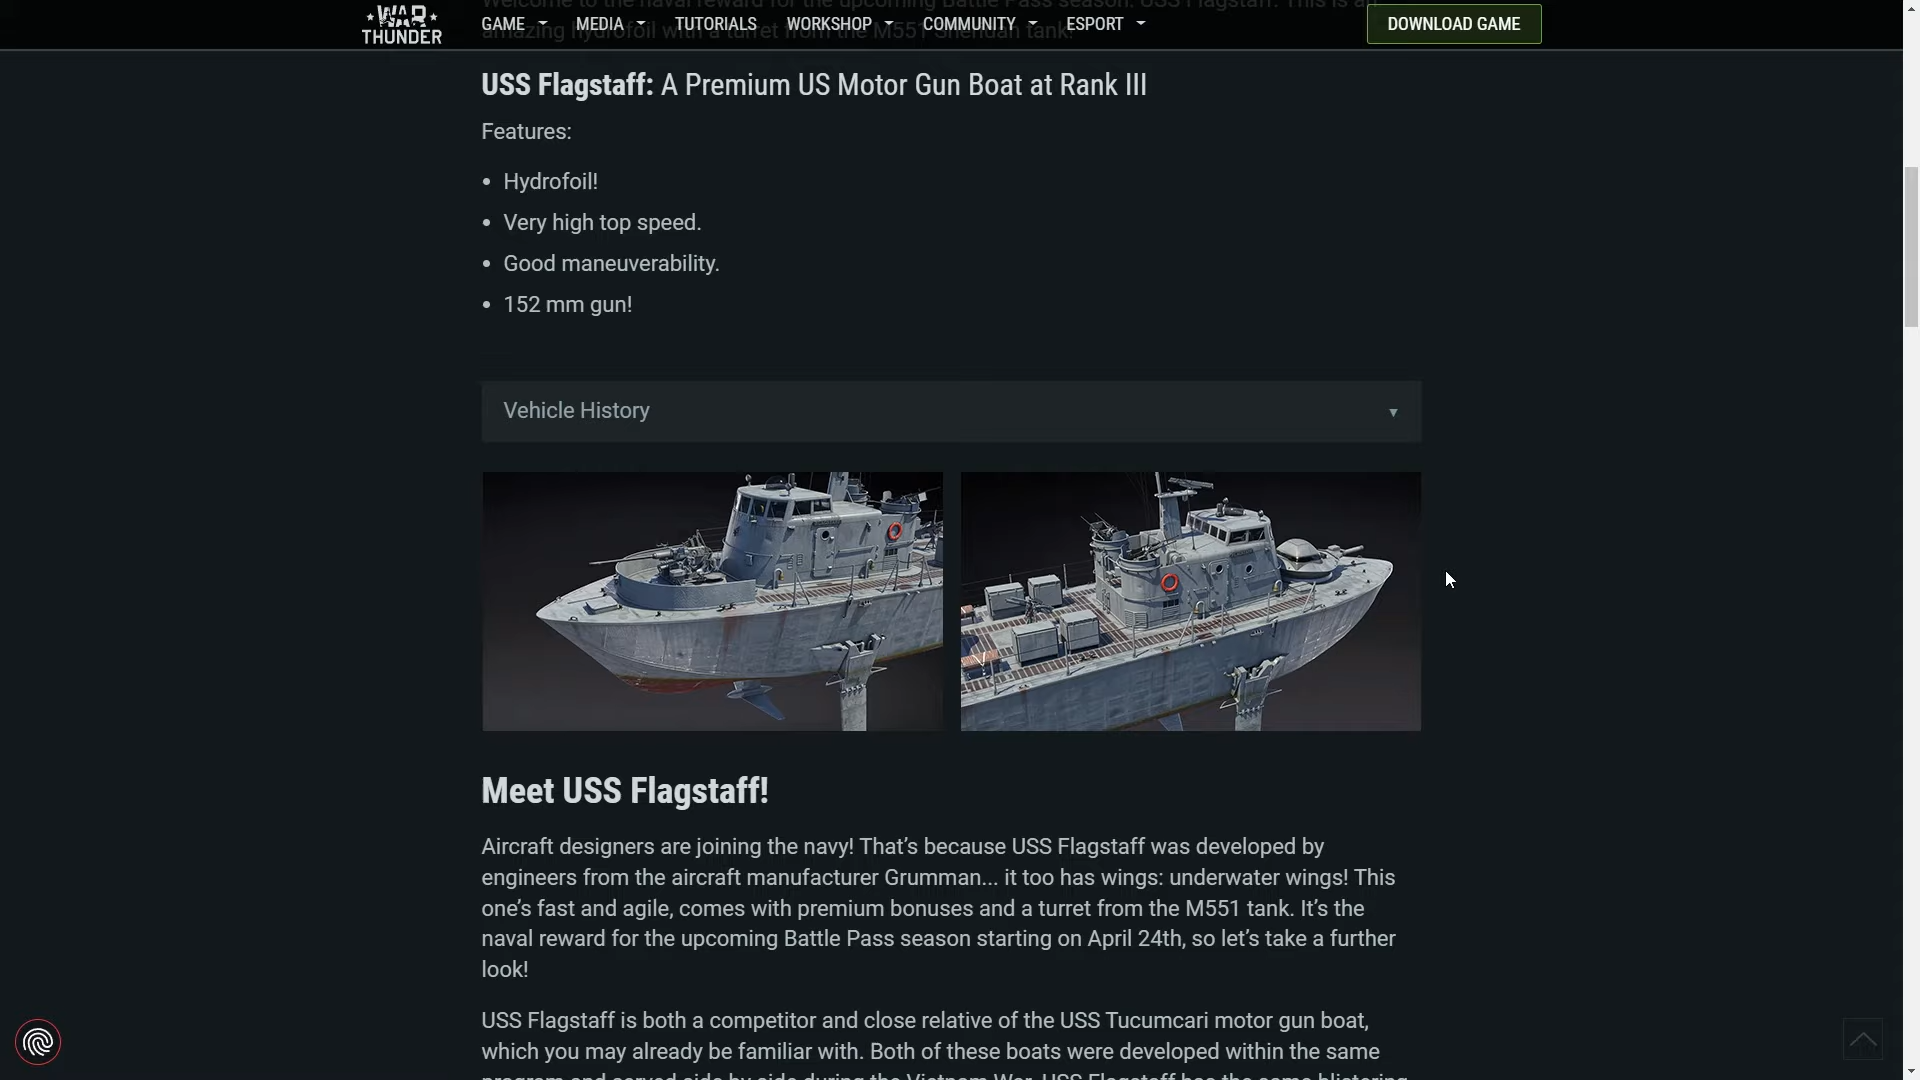 Welcome to the naval reward for the upcoming Battle Pass season: USS Flagstaff. This is an
amazing hydrofoil with a turret from the M551 Sheridan tank!
WAR THUNDER
GAME MEDIA TUTORIALS WORKSHOP COMMUNITY ESPORT DOWNLOAD GAME
USS Flagstaff: A Premium US Motor Gun Boat at Rank III
Features:
• Hydrofoil!
• Very high top speed.
• Good maneuverability.
• 152 mm gun!
Vehicle History
Meet USS Flagstaff!
Aircraft designers are joining the navy! That’s because USS Flagstaff was developed by
engineers from the aircraft manufacturer Grumman... it too has wings: underwater wings! This
one’s fast and agile, comes with premium bonuses and a turret from the M551 tank. It’s the
naval reward for the upcoming Battle Pass season starting on April 24th, so let’s take a further
look!
USS Flagstaff is both a competitor and close relative of the USS Tucumcari motor gun boat,
which you may already be familiar with. Both of these boats were developed within the same
program and served side by side during the Vietnam War. USS Flagstaff has the same blistering